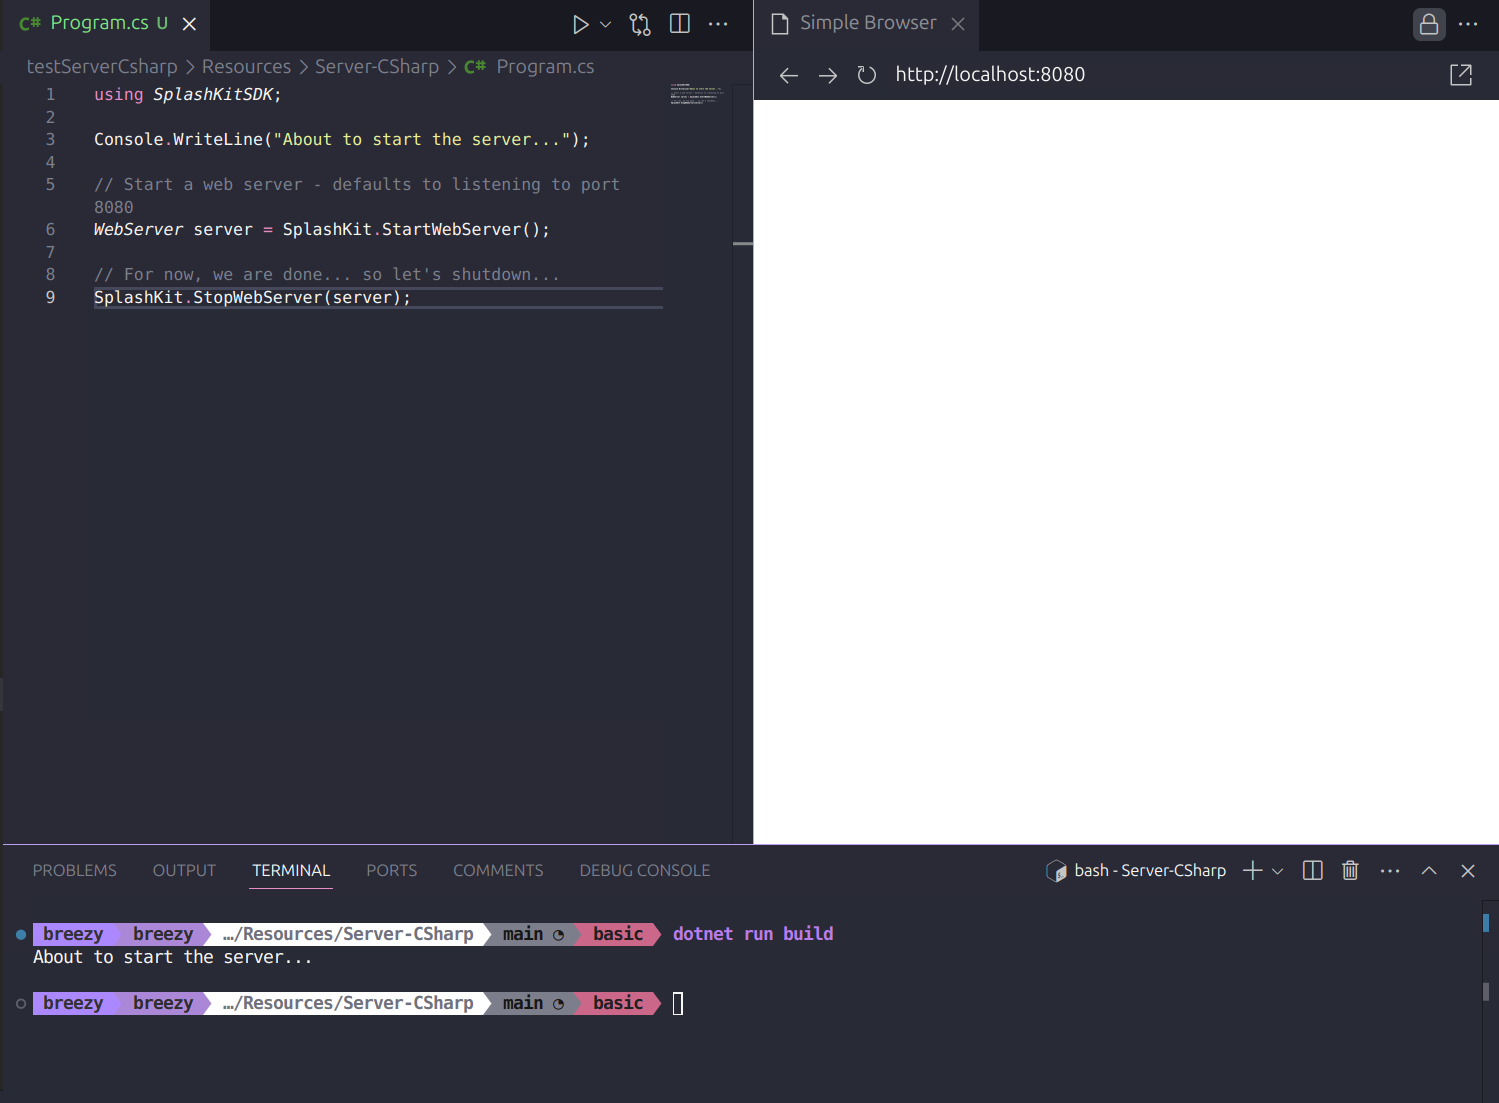 C# Program.cs U
Simple Browser
testServerCsharp > Resources > Server-CSharp > C# Program.cs
http://localhost:8080
1 using SplashKitSDK;
2
3 Console.WriteLine("About to start the server...");
4
5 // Start a web server - defaults to listening to port
8080
6 WebServer server = SplashKit.StartWebServer();
7
8 // For now, we are done... so let's shutdown...
9 SplashKit.StopWebServer(server);
PROBLEMS OUTPUT TERMINAL PORTS COMMENTS DEBUG CONSOLE
bash - Server-CSharp
breezy breezy …/Resources/Server-CSharp main basic dotnet run build
About to start the server...
breezy breezy …/Resources/Server-CSharp main basic